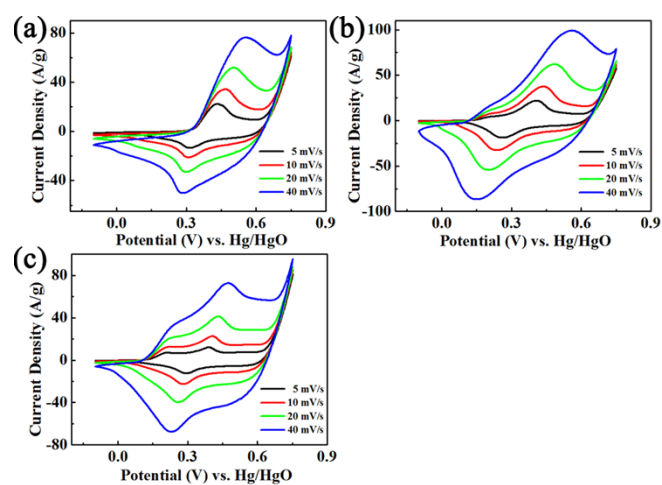 (a)
80
40
0
-40
Current Density (A/g)
5 mV/s
10 mV/s
20 mV/s
40 mV/s
0.0 0.3 0.6 0.9
Potential (V) vs. Hg/HgO
(b)
100
50
0
-50
-100
Current Density (A/g)
5 mV/s
10 mV/s
20 mV/s
40 mV/s
0.0 0.3 0.6 0.9
Potential (V) vs. Hg/HgO
(c)
80
40
0
-40
-80
Current Density (A/g)
5 mV/s
10 mV/s
20 mV/s
40 mV/s
0.0 0.3 0.6 0.9
Potential (V) vs. Hg/HgO